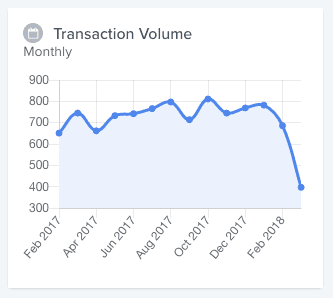 Transaction Volume
Monthly
900
800
700
600
500
400
300
Feb 2017
Apr 2017
Jun 2017
Aug 2017
Oct 2017
Dec 2017
Feb 2018